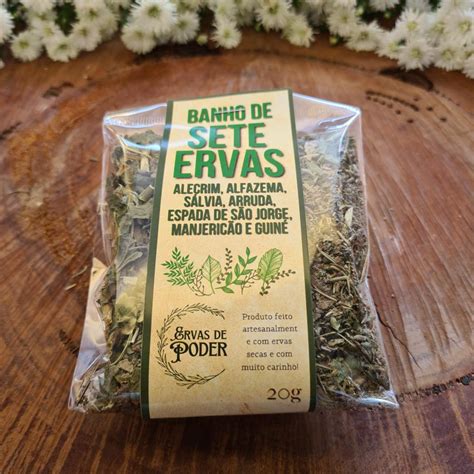 BANHO DE
SETE
ERVAS
ALECRIM, ALFAZEMA,
SÁLVIA, ARRUDA,
ESPADA DE SÃO JORGE,
MANJERICÃO E GUINÉ
ERVAS DE
PODER
Produto feito
artesanalment
e com ervas
secas e com
muito carinho!
20g